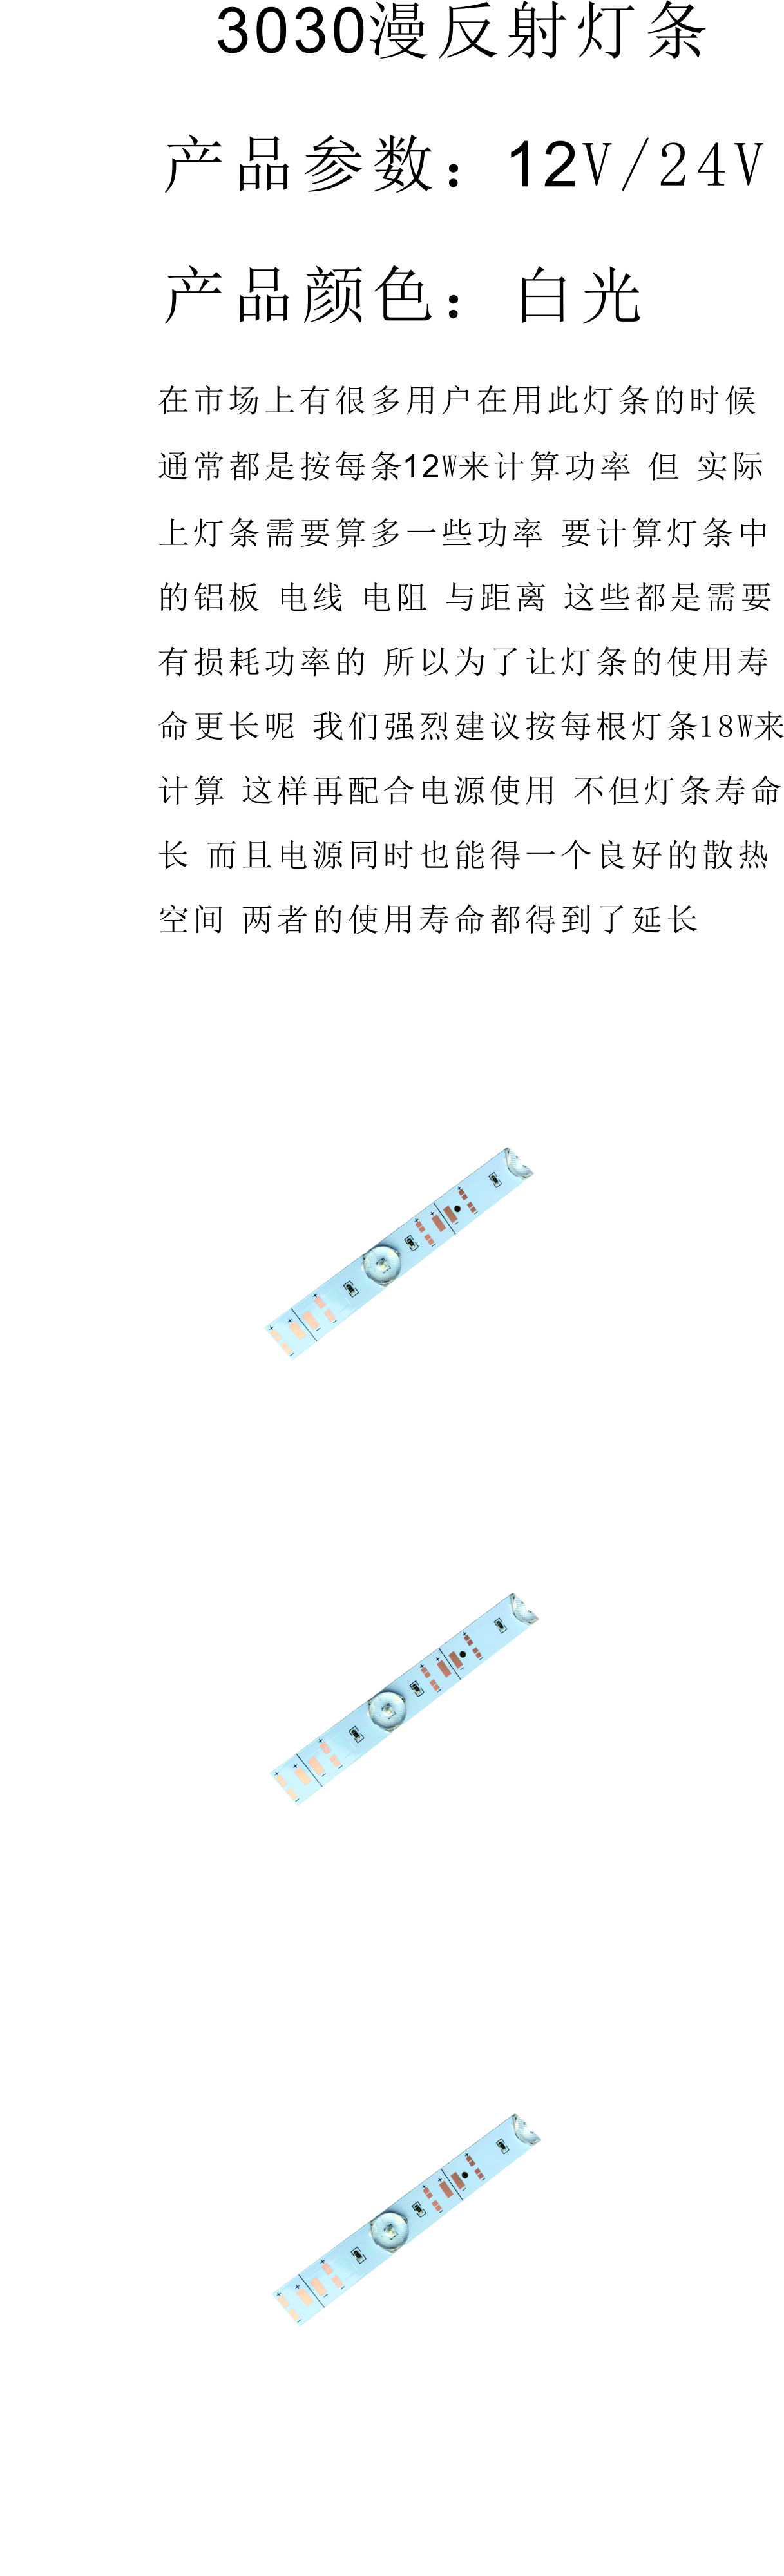 3030漫反射灯条
产品参数：12V/24V
产品颜色：白光
在市场上有很多用户在用此灯条的时候
通常都是按每条12W来计算功率 但 实际
上灯条需要算多一些功率 要计算灯条中
的铝板 电线 电阻 与距离 这些都是需要
有损耗功率的 所以为了让灯条的使用寿
命更长呢 我们强烈建议按每根灯条18W来
计算 这样再配合电源使用 不但灯条寿命
长 而且电源同时也能得一个良好的散热
空间 两者的使用寿命都得到了延长